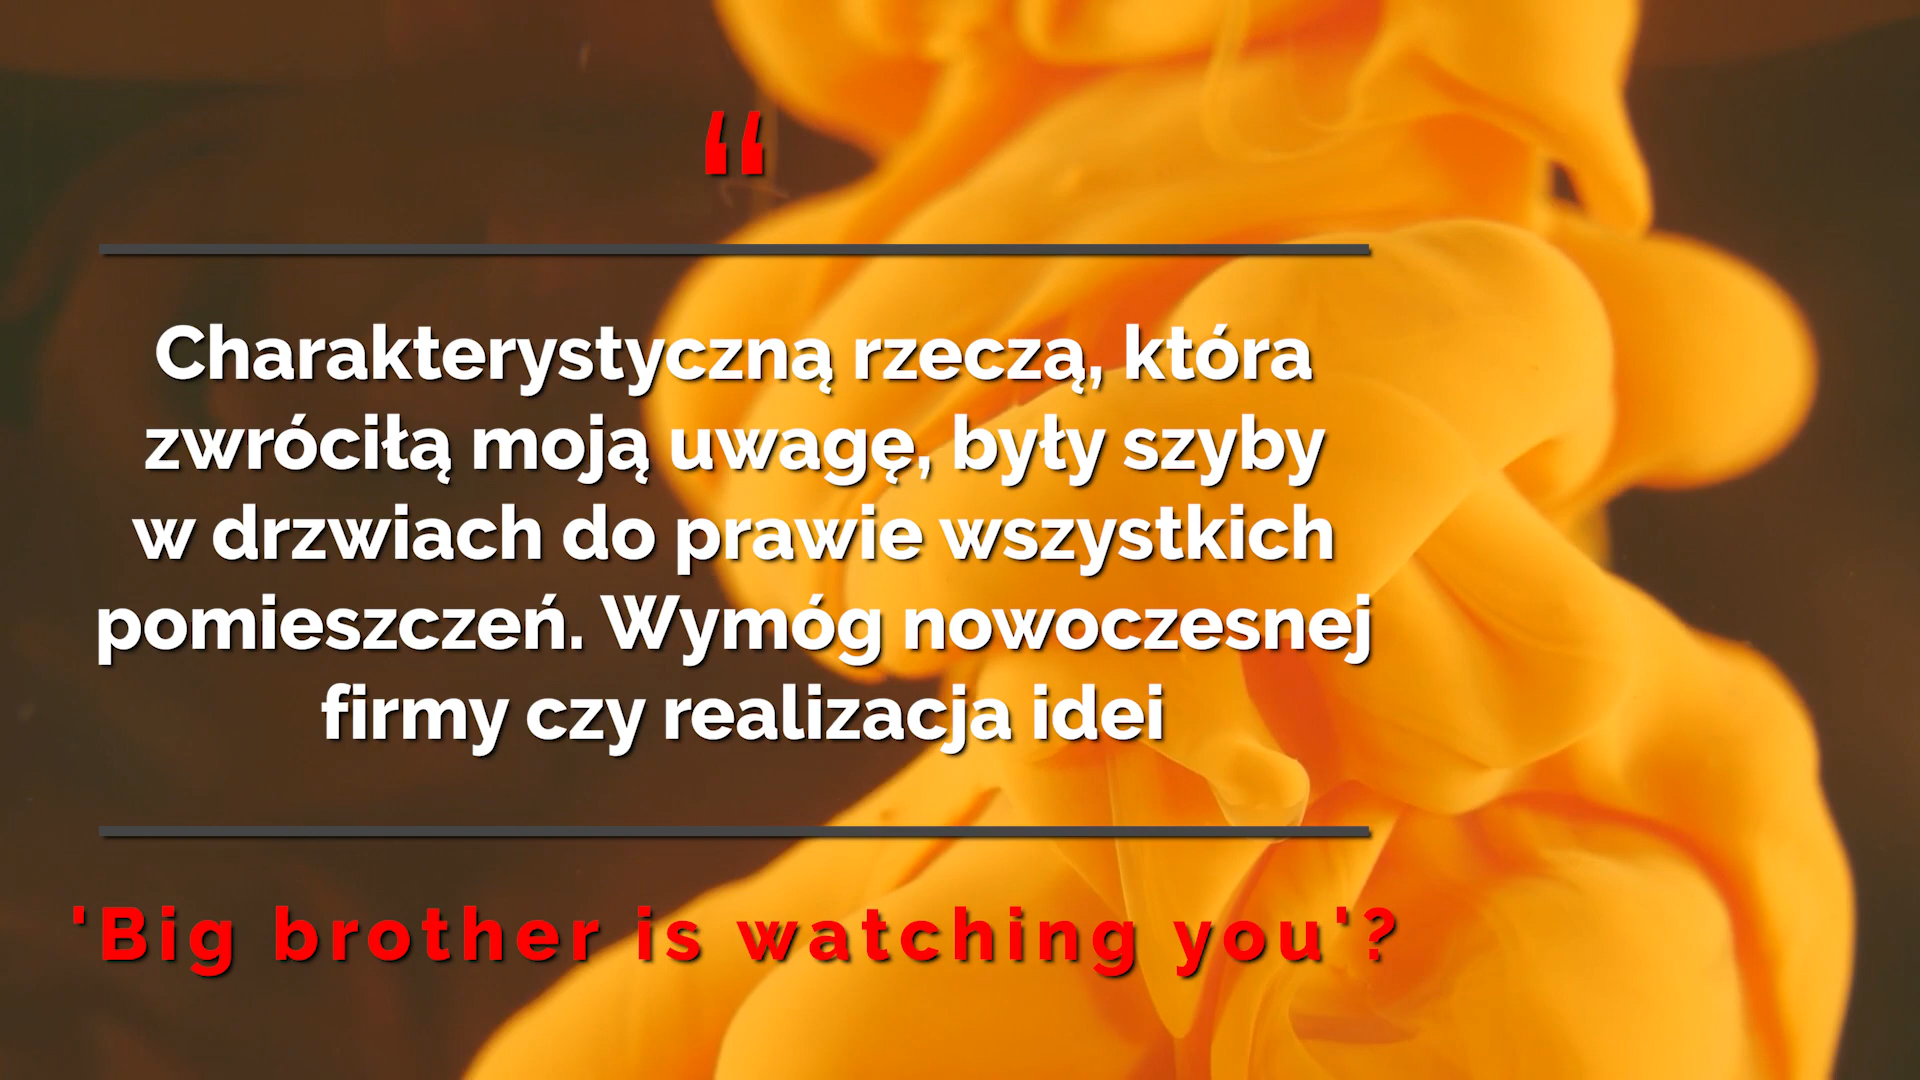 “
Charakterystyczną rzeczą, która
zwróciłą moją uwagę, były szyby
w drzwiach do prawie wszystkich
pomieszczeń. Wymóg nowoczesnej
firmy czy realizacja idei
'Big brother is watching you'?